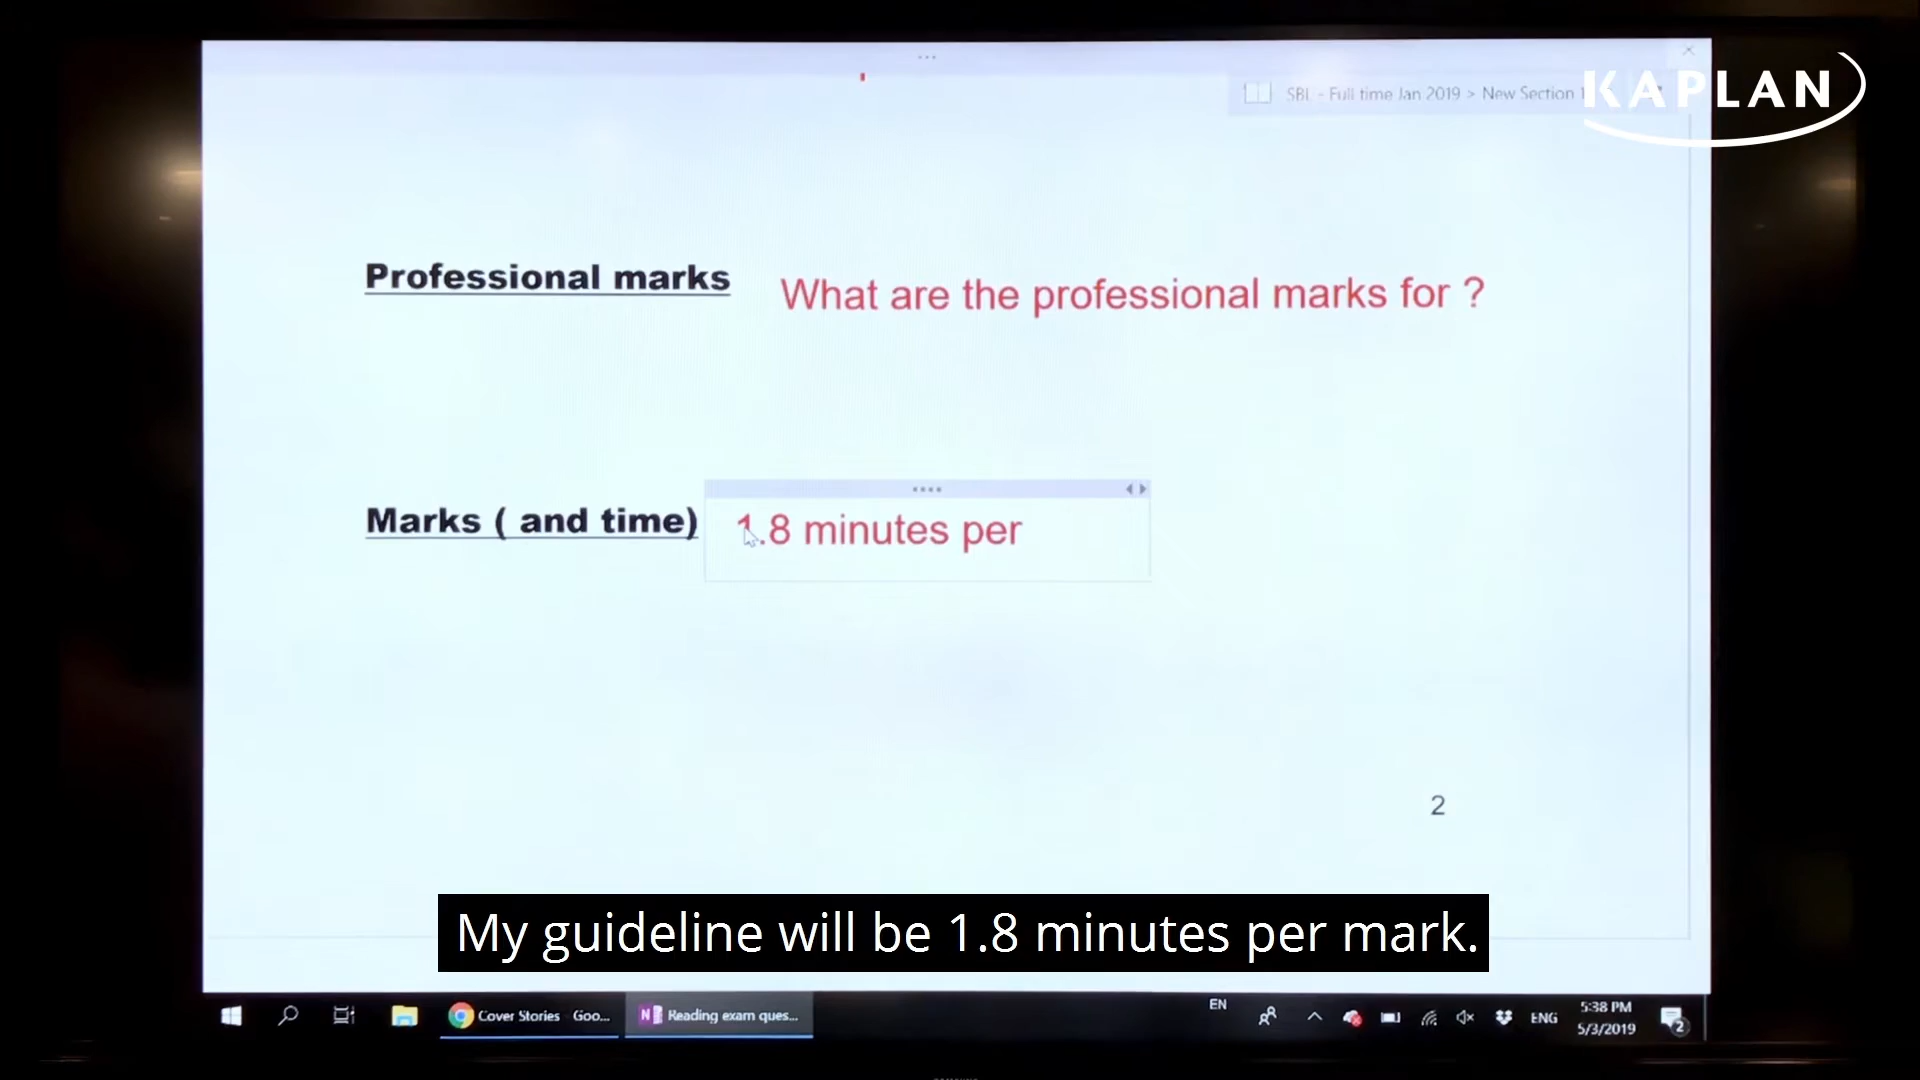 SBL - Full time Jan 2019 > New Section 1
KAPLAN
Professional marks
What are the professional marks for ?
Marks ( and time)
1.8 minutes per
2
My guideline will be 1.8 minutes per mark.
Cover Stories Goo...
Reading exam ques...
EN
ENG
5:38 PM
5/3/2019
2